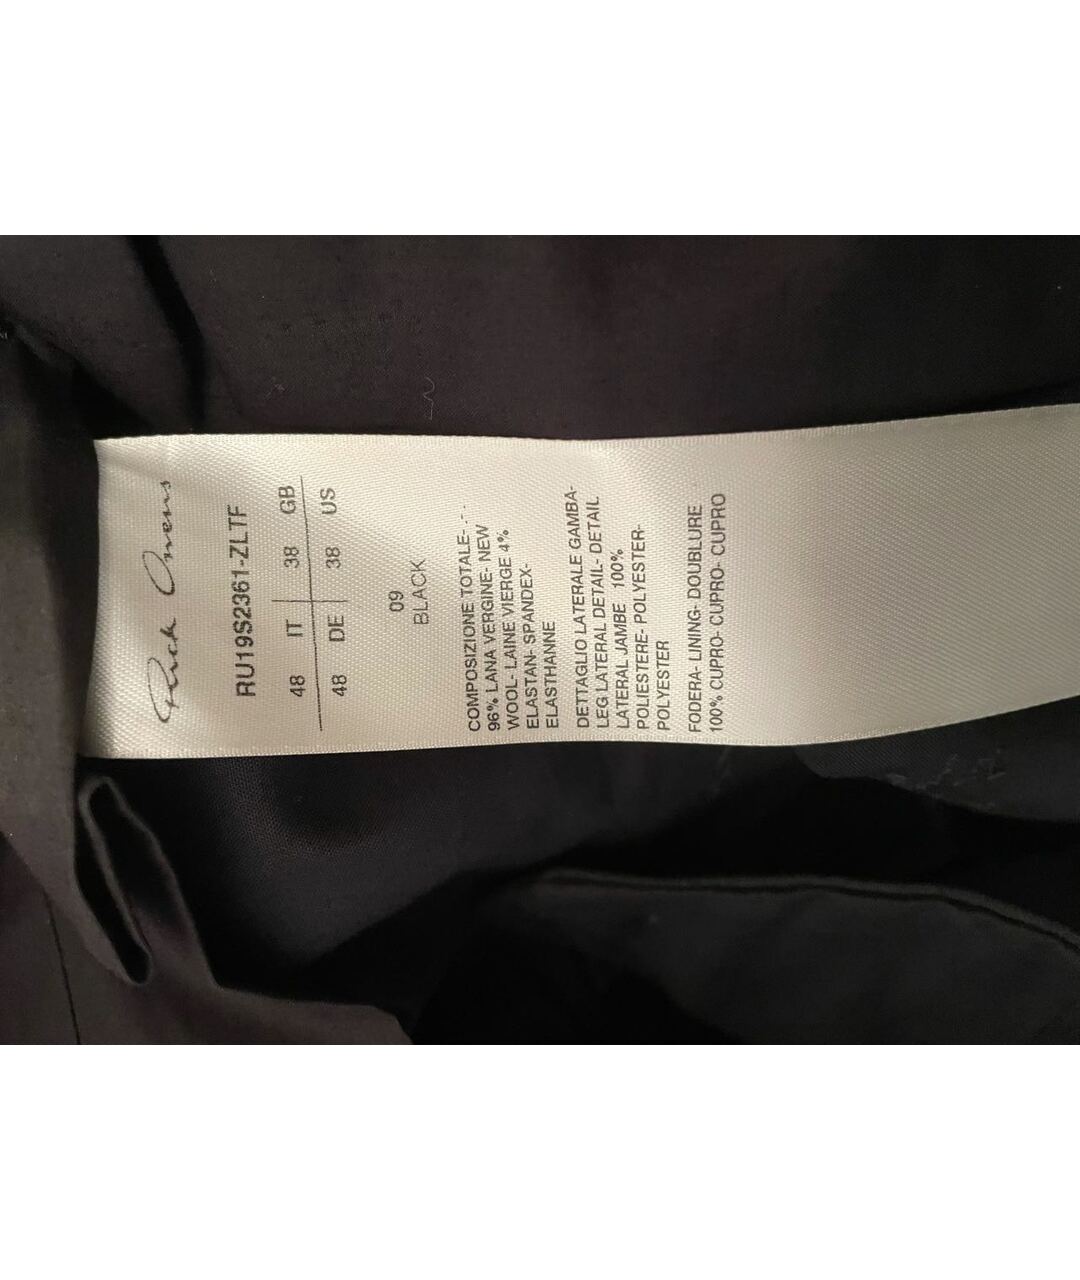 Rick Owens
RU19S2361-ZLTF
48 IT 38 GB
48 DE 38 US
09
BLACK
COMPOSIZIONE TOTALE- .- -
96% LANA VERGINE- NEW
WOOL- LAINE VIERGE 4%
ELASTAN- SPANDEX-
ELASTHANNE
DETTAGLIO LATERALE GAMBA-
LEG LATERAL DETAIL- DETAIL
LATERAL JAMBE 100%
POLIESTERE- POLYESTER-
POLYESTER
FODERA- LINING- DOUBLURE
100% CUPRO- CUPRO- CUPRO